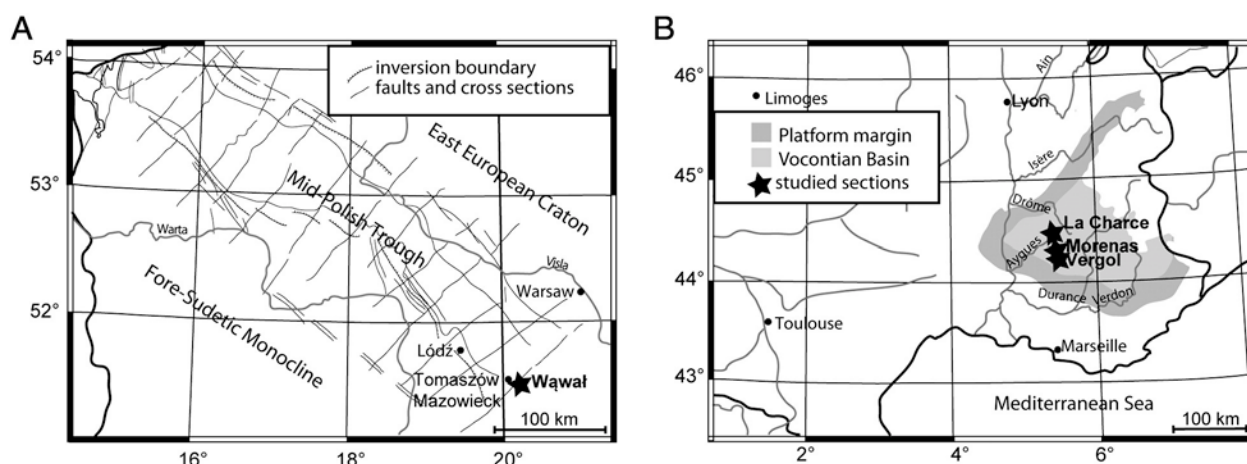 A
54°
53°
52°
16°
18°
20°
inversion boundary
faults and cross sections
East European Craton
Mid-Polish Trough
Warta
Visla
Fore-Sudetic Monocline
Warsaw
Łódź
Tomaszów
Mazowieck
Wąwał
100 km
B
46°
45°
44°
43°
2°
4°
6°
Limoges
Lyon
Ain
Platform margin
Vocontian Basin
studied sections
Isère
Drôme
La Charce
Aygues
Morenas
Vergol
Durance
Verdon
Toulouse
Marseille
Mediterranean Sea
100 km